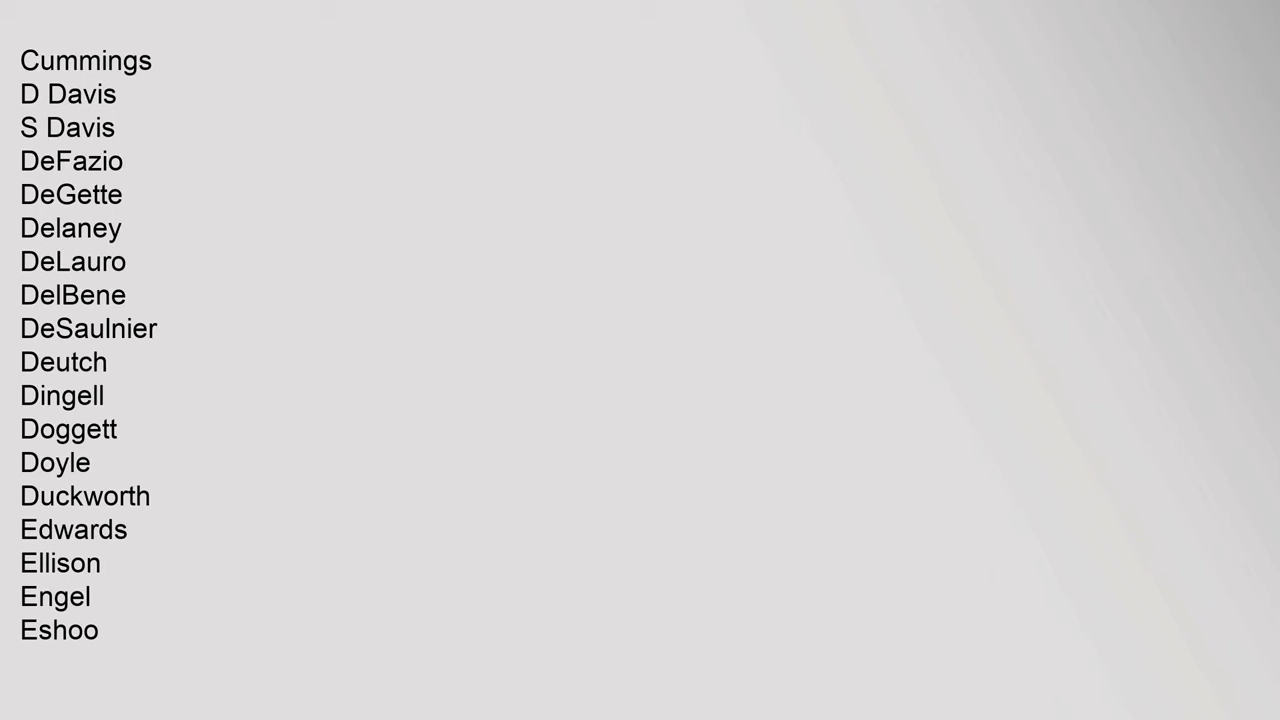 Cummings
D Davis
S Davis
DeFazio
DeGette
Delaney
DeLauro
DelBene
DeSaulnier
Deutch
Dingell
Doggett
Doyle
Duckworth
Edwards
Ellison
Engel
Eshoo